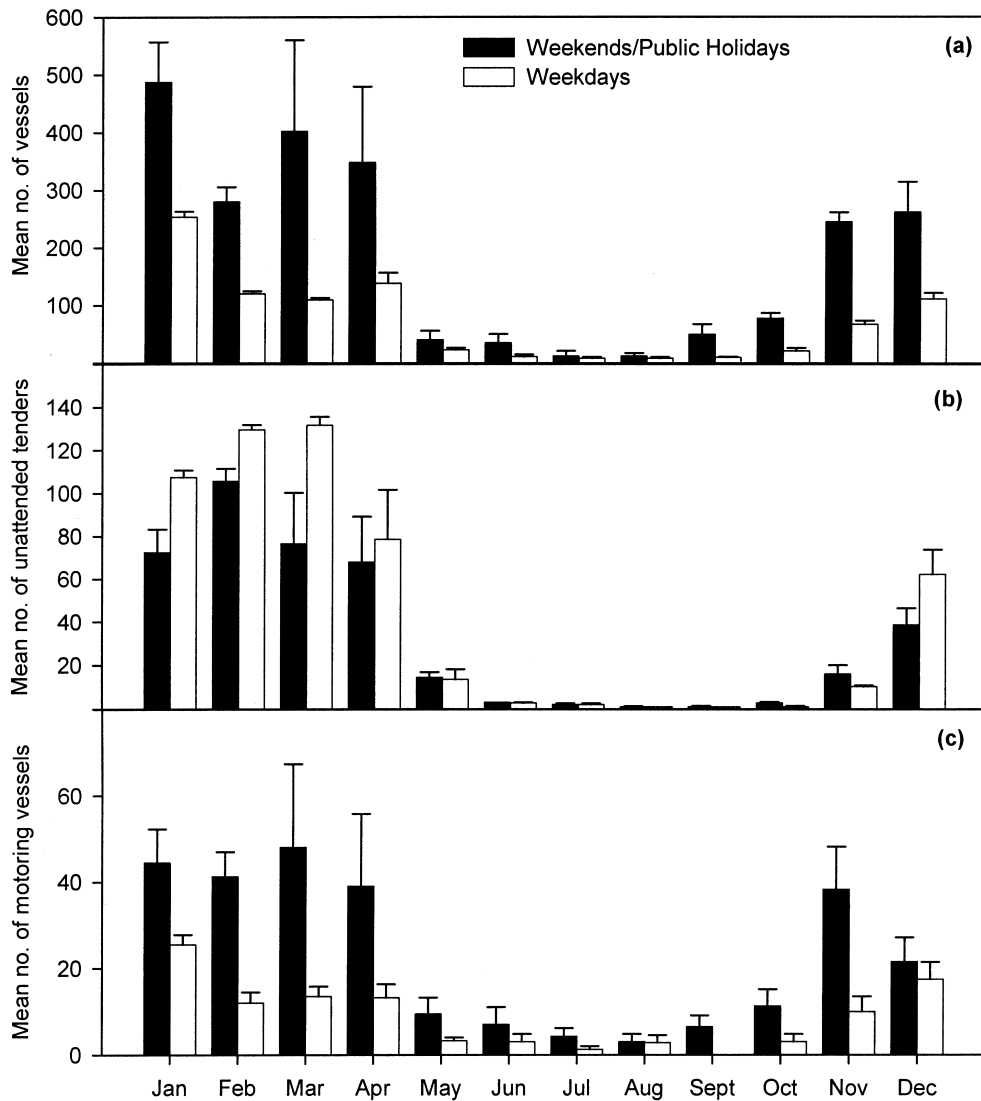 Mean no. of vessels
600
500
400
300
200
100
Weekends/Public Holidays
Weekdays
(a)
Mean no. of unattended tenders
140
120
100
80
60
40
20
(b)
Mean no. of motoring vessels
60
40
20
0
(c)
Jan Feb Mar Apr May Jun Jul Aug Sept Oct Nov Dec